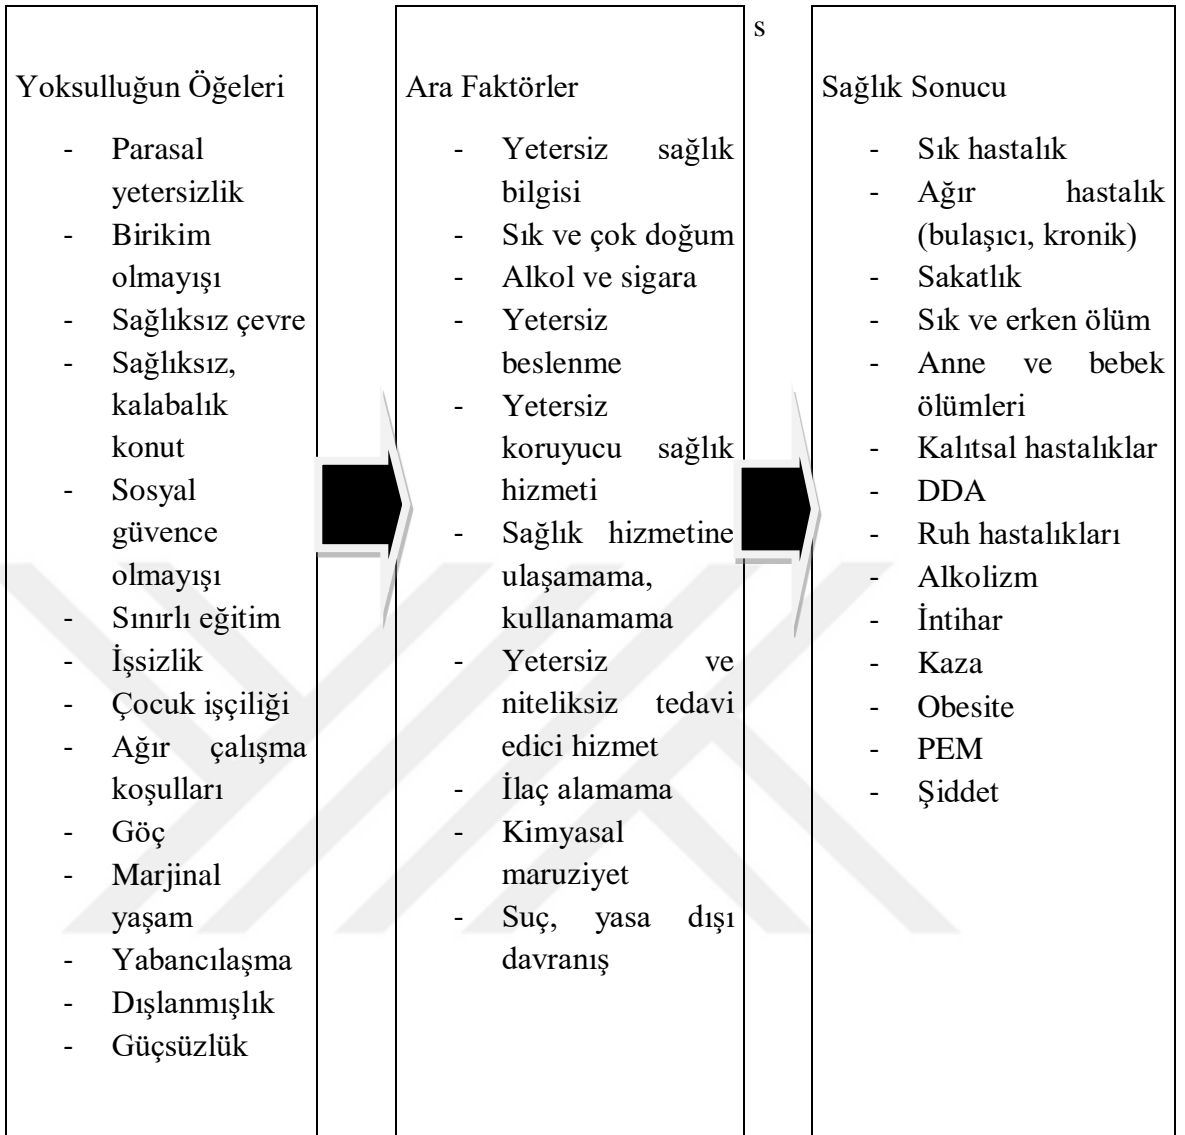 s
Yoksulluğun Öğeleri
- Parasal
yetersizlik
- Birikim
olmayışı
- Sağlıksız çevre
- Sağlıksız,
kalabalık
konut
- Sosyal
güvence
olmayışı
- Sınırlı eğitim
- İşsizlik
- Çocuk işçiliği
- Ağır çalışma
koşulları
- Göç
- Marjinal
yaşam
- Yabancılaşma
- Dışlanmışlık
- Güçsüzlük
Ara Faktörler
- Yetersiz sağlık
bilgisi
- Sık ve çok doğum
- Alkol ve sigara
- Yetersiz
beslenme
- Yetersiz
koruyucu sağlık
hizmeti
- Sağlık hizmetine
ulaşamama,
kullanamama
- Yetersiz ve
niteliksiz tedavi
edici hizmet
- İlaç alamama
- Kimyasal
maruziyet
- Suç, yasa dışı
davranış
Sağlık Sonucu
- Sık hastalık
- Ağır hastalık
(bulaşıcı, kronik)
- Sakatlık
- Sık ve erken ölüm
- Anne ve bebek
ölümleri
- Kalıtsal hastalıklar
- DDA
- Ruh hastalıkları
- Alkolizm
- İntihar
- Kaza
- Obesite
- PEM
- Şiddet